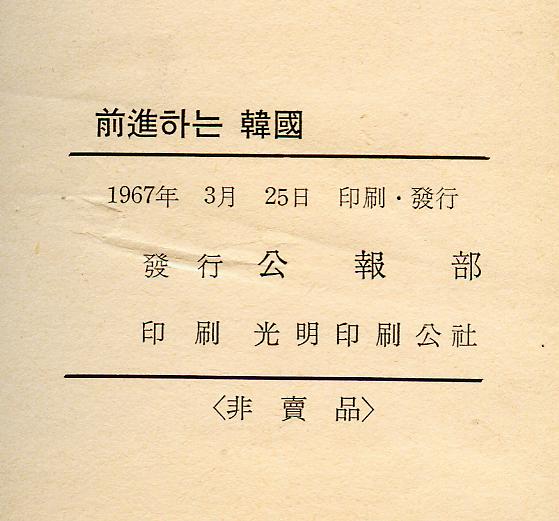 前進하는 韓國
1967年 3月 25日 印刷・發行
發行 公報部
印刷 光明印刷公社
〈非賣品〉